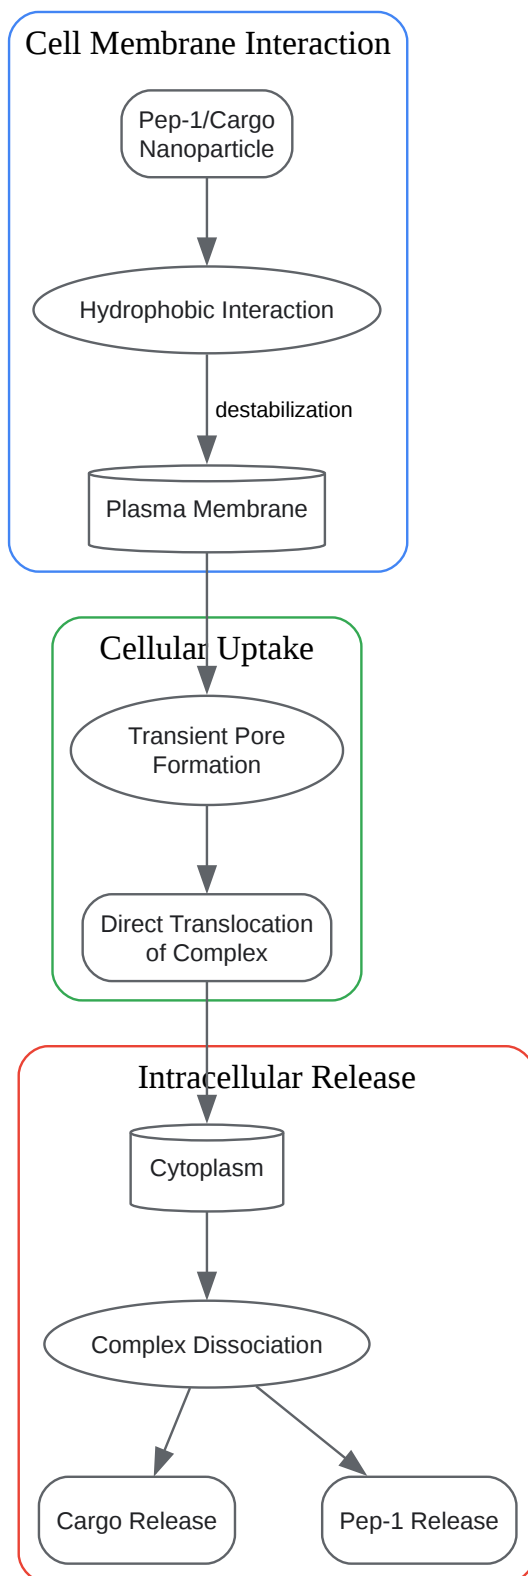 Cell Membrane Interaction
Pep-1/Cargo
Nanoparticle
Hydrophobic Interaction
destabilization
Plasma Membrane
Cellular Uptake
Transient Pore
Formation
Direct Translocation
of Complex
Intracellular Release
Cytoplasm
Complex Dissociation
Cargo Release
Pep-1 Release